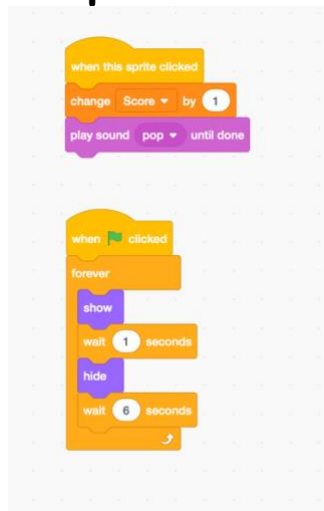 when this sprite clicked
change Score by 1
play sound pop until done
when clicked
forever
show
wait 1 seconds
hide
wait 6 seconds